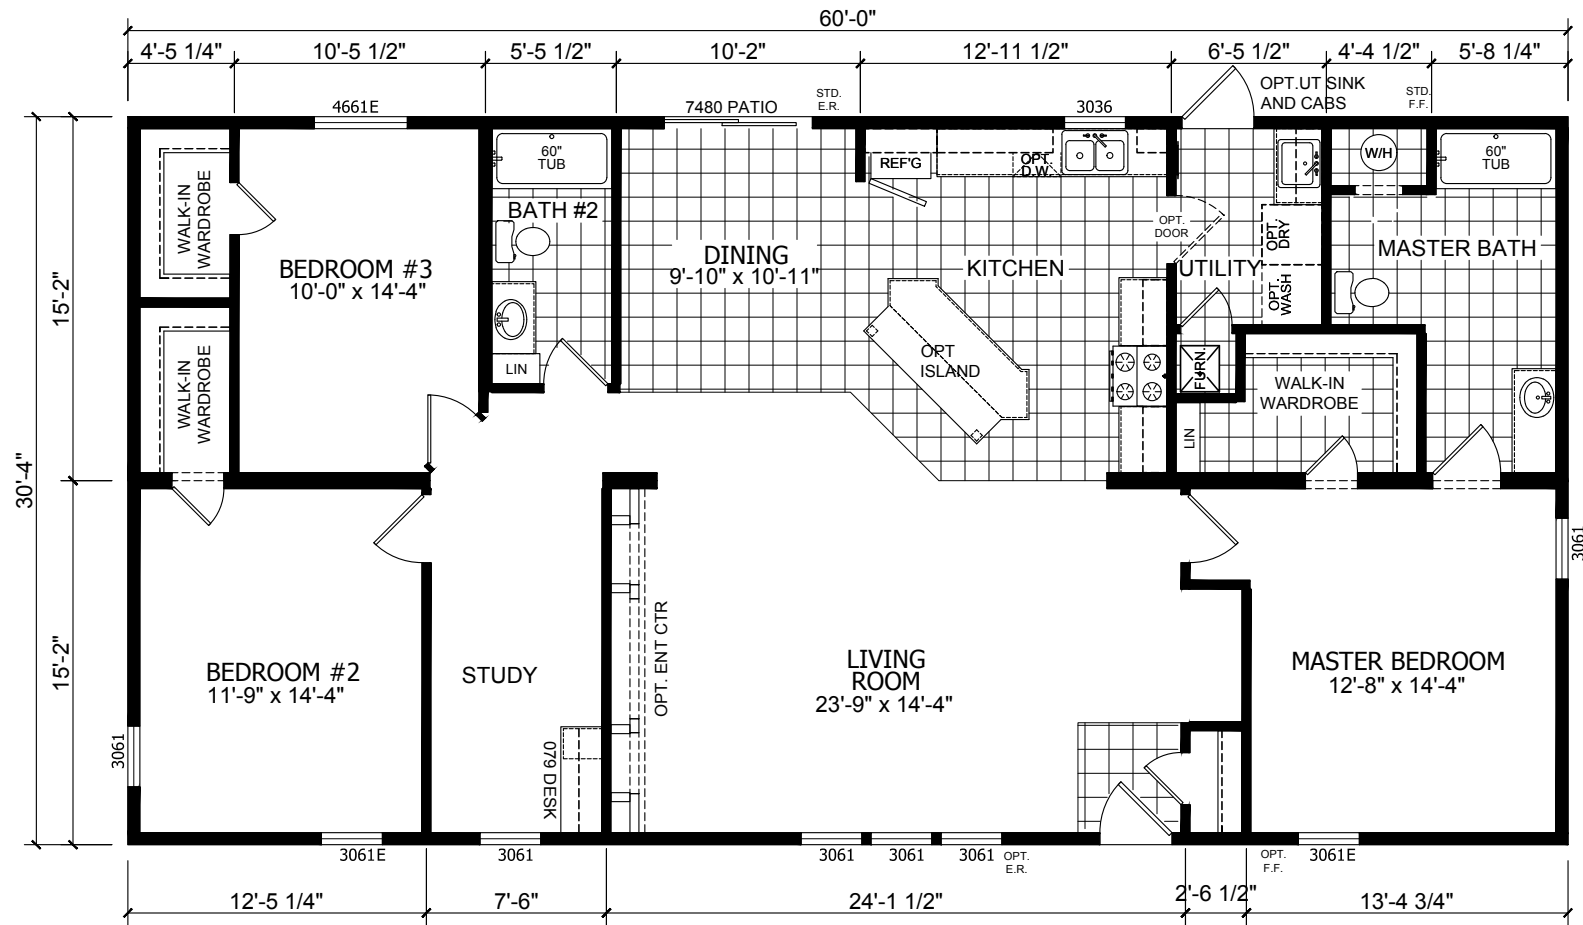 60'-0"
4'-5 1/4"
10'-5 1/2"
5'-5 1/2"
10'-2"
12'-11 1/2"
6'-5 1/2"
4'-4 1/2"
5'-8 1/4"
4661E
7480 PATIO
STD.
E.R.
3036
OPT.UT SINK
AND CABS
STD.
F.F.
WALK-IN
WARDROBE
60"
TUB
REF'G
OPT.
D.W.
W/H
60"
TUB
BATH #2
BEDROOM #3
10'-0" x 14'-4"
DINING
9'-10" x 10'-11"
KITCHEN
OPT.
DOOR
UTILITY
OPT.
DRY
OPT.
WASH
MASTER BATH
15'-2"
WALK-IN
WARDROBE
LIN
OPT
ISLAND
FURN.
WALK-IN
WARDROBE
LIN
30'-4"
15'-2"
3061
BEDROOM #2
11'-9" x 14'-4"
STUDY
OPT. ENT CTR
LIVING
ROOM
23'-9" x 14'-4"
MASTER BEDROOM
12'-8" x 14'-4"
3061
079 DESK
3061E
3061
3061
3061
3061
OPT.
E.R.
OPT.
F.F.
3061E
12'-5 1/4"
7'-6"
24'-1 1/2"
2'-6 1/2"
13'-4 3/4"